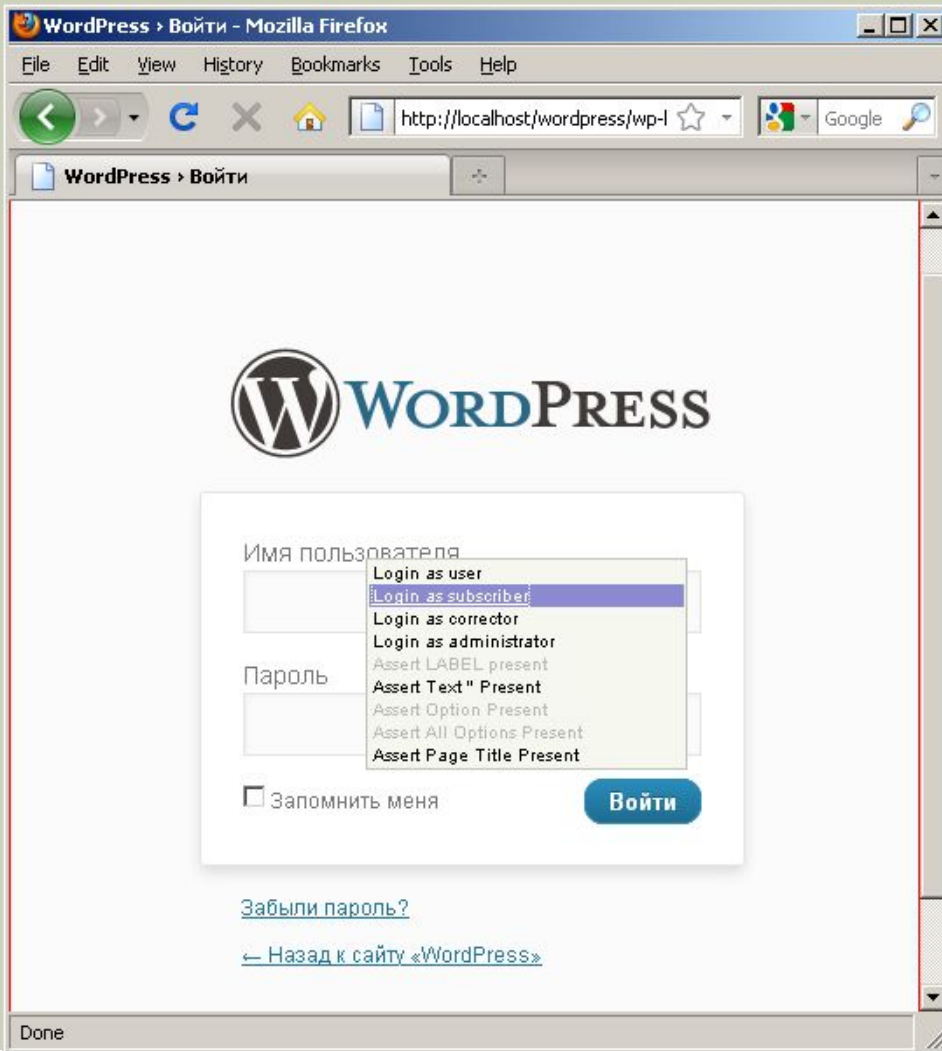 WordPress › Войти - Mozilla Firefox
File Edit View History Bookmarks Tools Help
http://localhost/wordpress/wp-l Google
WordPress › Войти
WORDPRESS
Имя пользователя
Login as user
Login as subscriber
Login as corrector
Login as administrator
Assert LABEL present
Пароль
Assert Text '' Present
Assert Option Present
Assert All Options Present
Assert Page Title Present
Запомнить меня Войти
Забыли пароль?
← Назад к сайту «WordPress»
Done